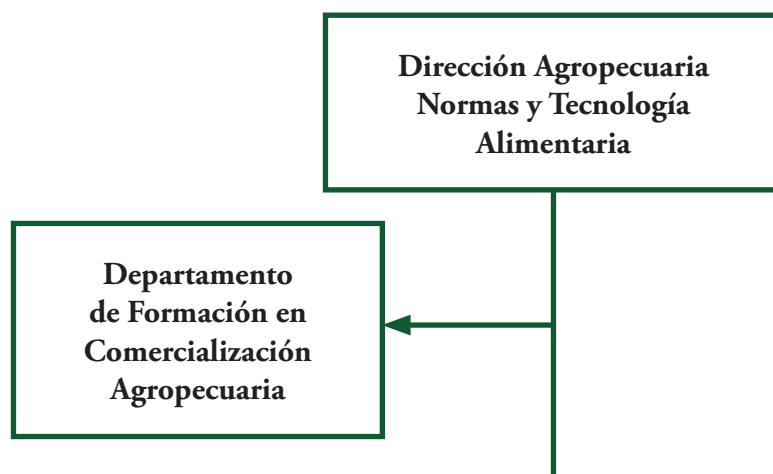 Dirección Agropecuaria
Normas y Tecnología
Alimentaria
Departamento
de Formación en
Comercialización
Agropecuaria